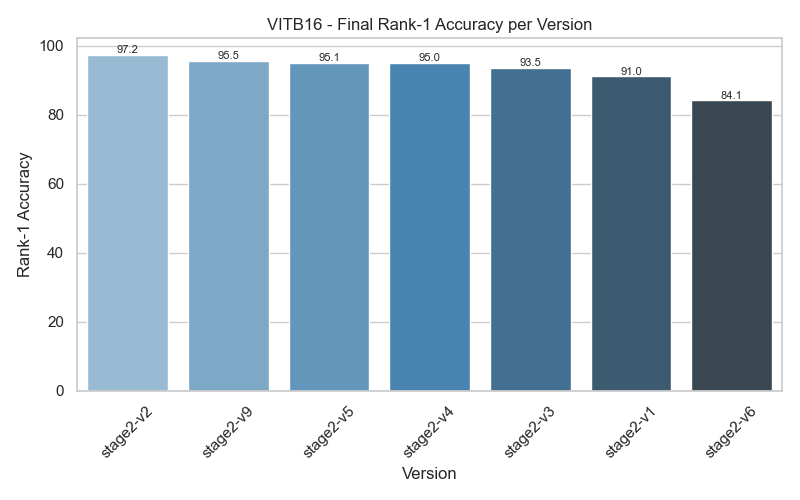 VITB16 - Final Rank-1 Accuracy per Version
Rank-1 Accuracy
100
80
60
40
20
0
97.2
95.5
95.1
95.0
93.5
91.0
84.1
stage2-v2
stage2-v9
stage2-v5
stage2-v4
stage2-v3
stage2-v1
stage2-v6
Version